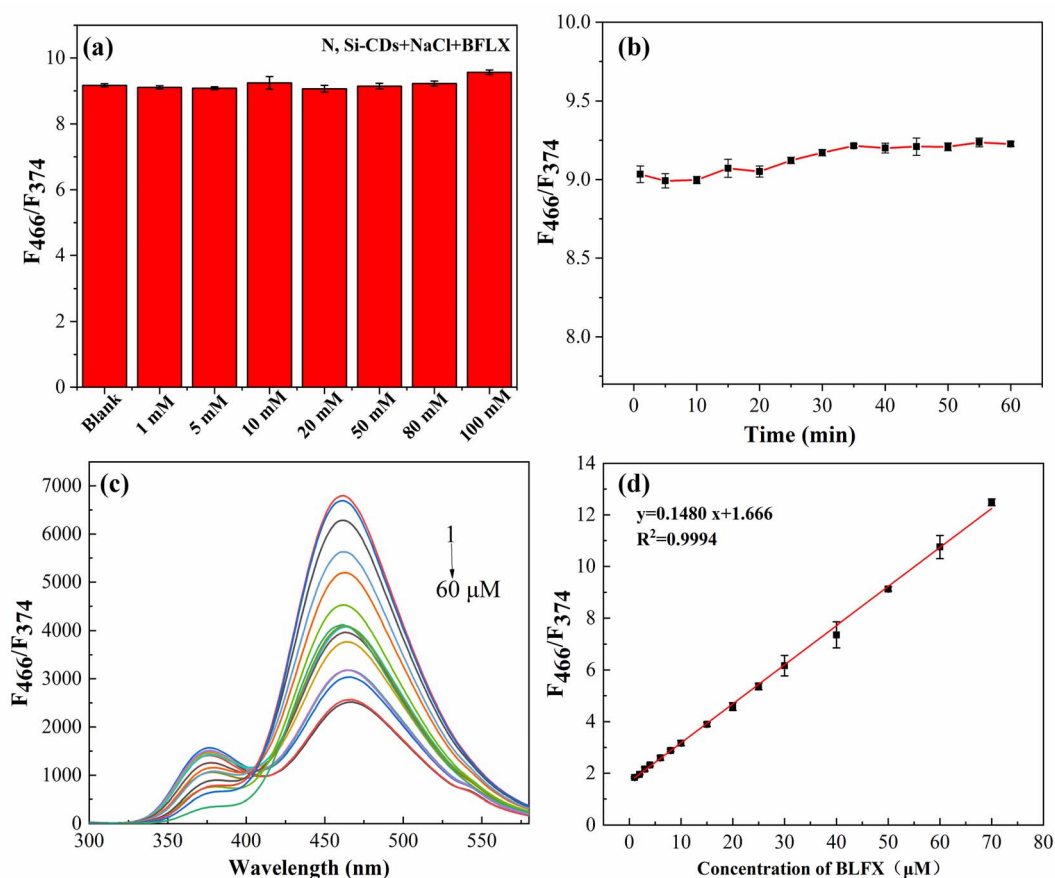 (a)
N, Si-CDs+NaCl+BFLX
F466/F374
10
8
6
4
2
0
Blank
1 mM
5 mM
10 mM
20 mM
50 mM
80 mM
100 mM
(b)
F466/F374
10.0
9.5
9.0
8.5
8.0
0 10 20 30 40 50 60
Time (min)
(c)
F466/F374
7000
6000
5000
4000
3000
2000
1000
0
1
60 μM
300 350 400 450 500 550
Wavelength (nm)
(d)
y=0.1480 x+1.666
R2=0.9994
F466/F374
14
12
10
8
6
4
2
0
0 10 20 30 40 50 60 70 80
Concentration of BLFX（μM）